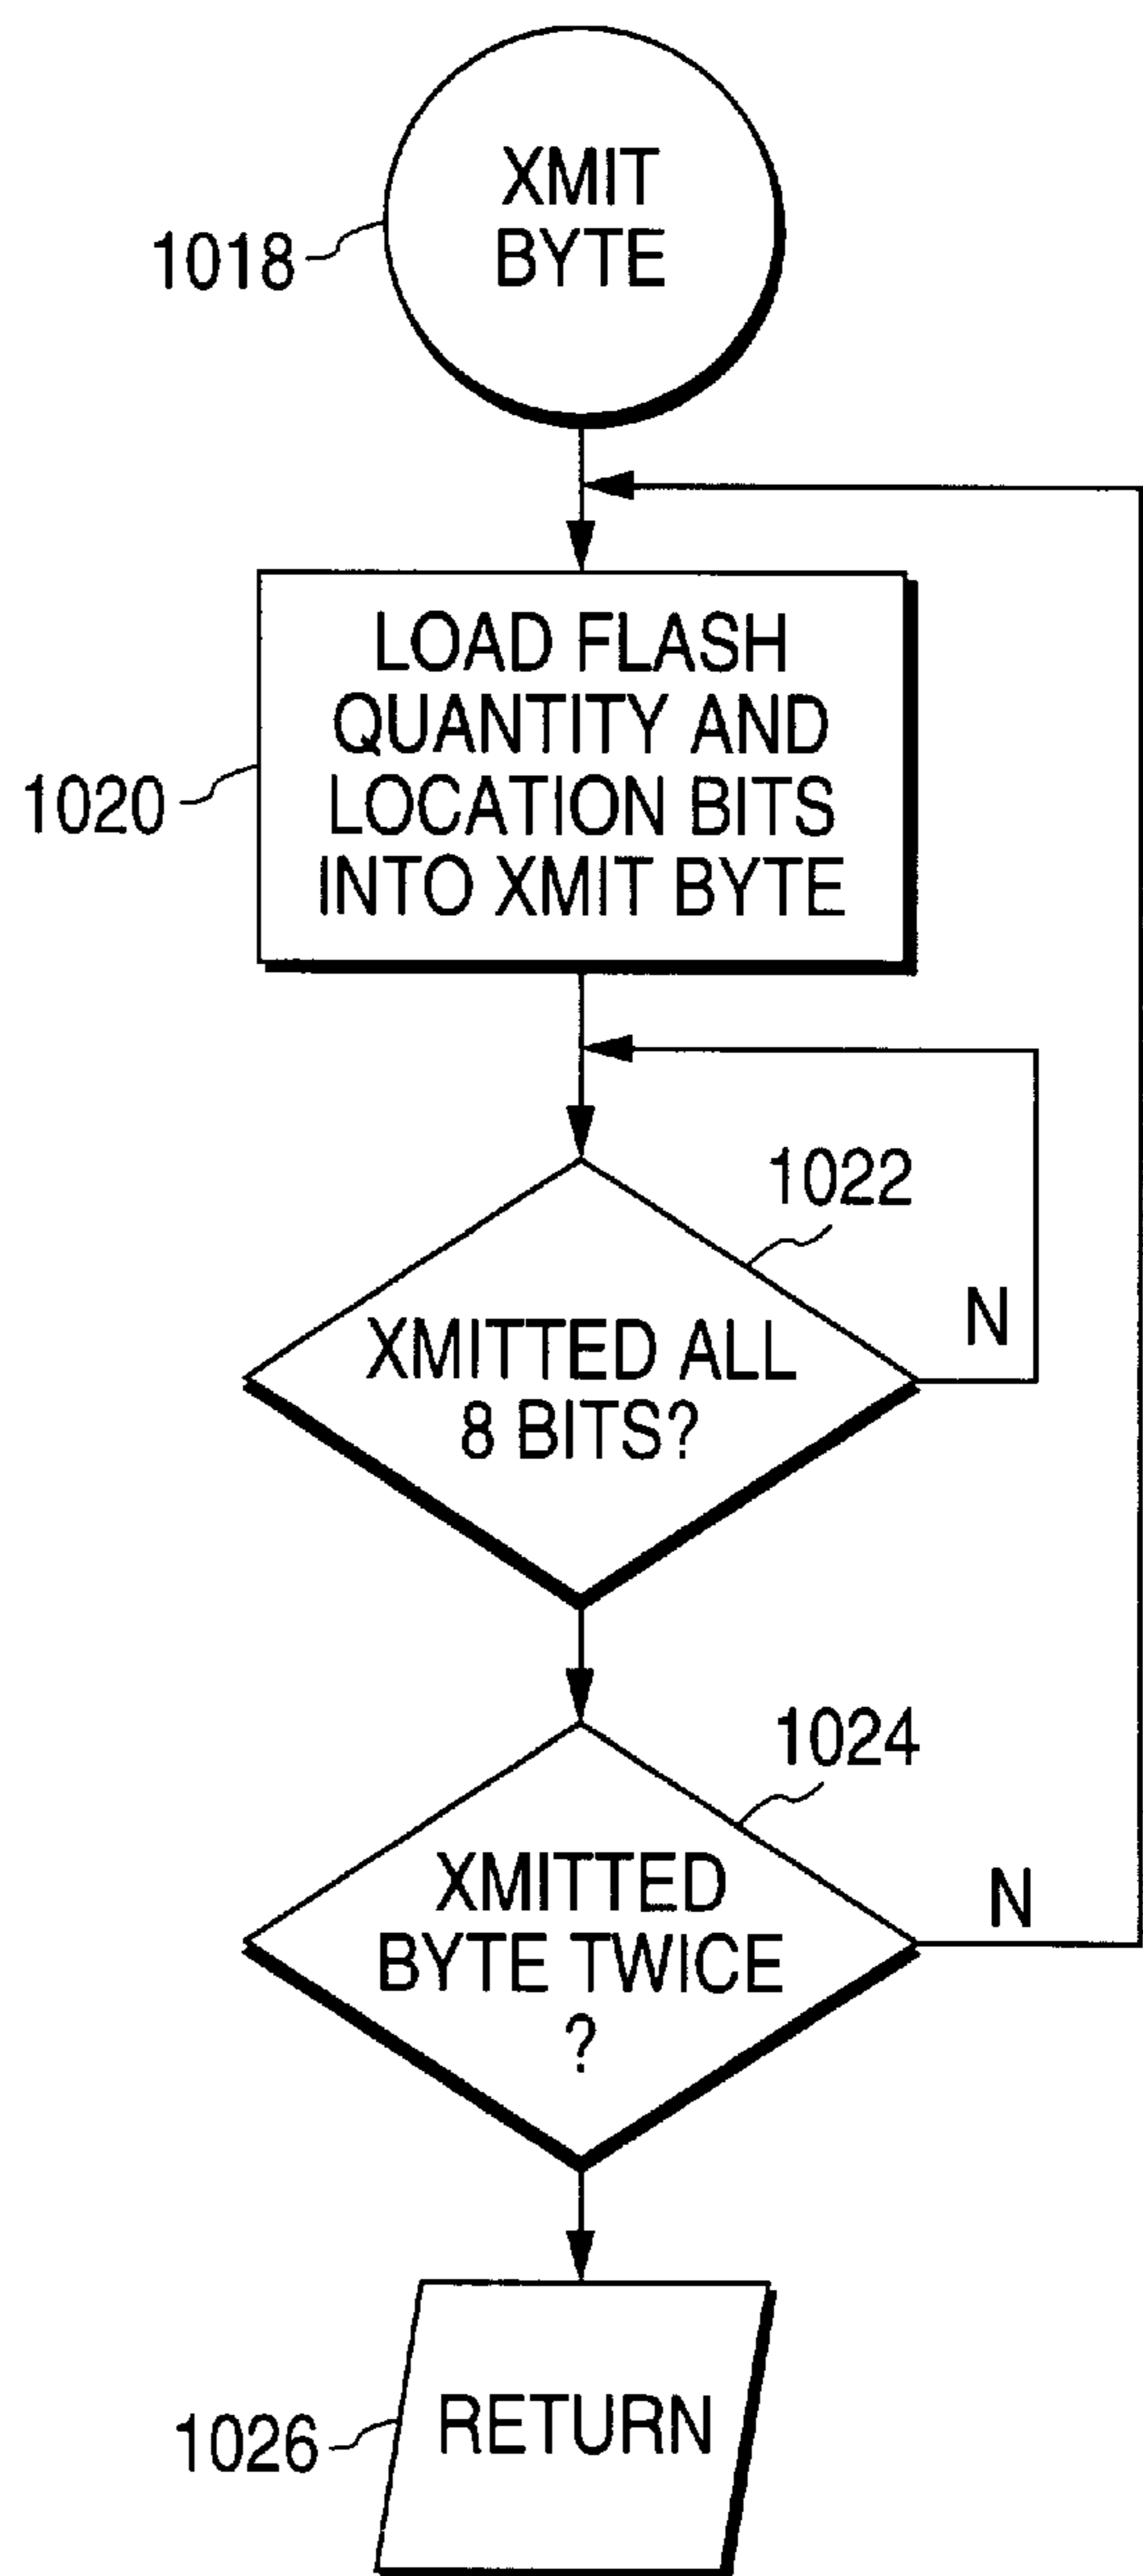 XMIT
BYTE
1018
LOAD FLASH
QUANTITY AND
LOCATION BITS
INTO XMIT BYTE
1020
1022
XMITTED ALL
8 BITS?
N
1024
XMITTED
BYTE TWICE
?
N
RETURN
1026